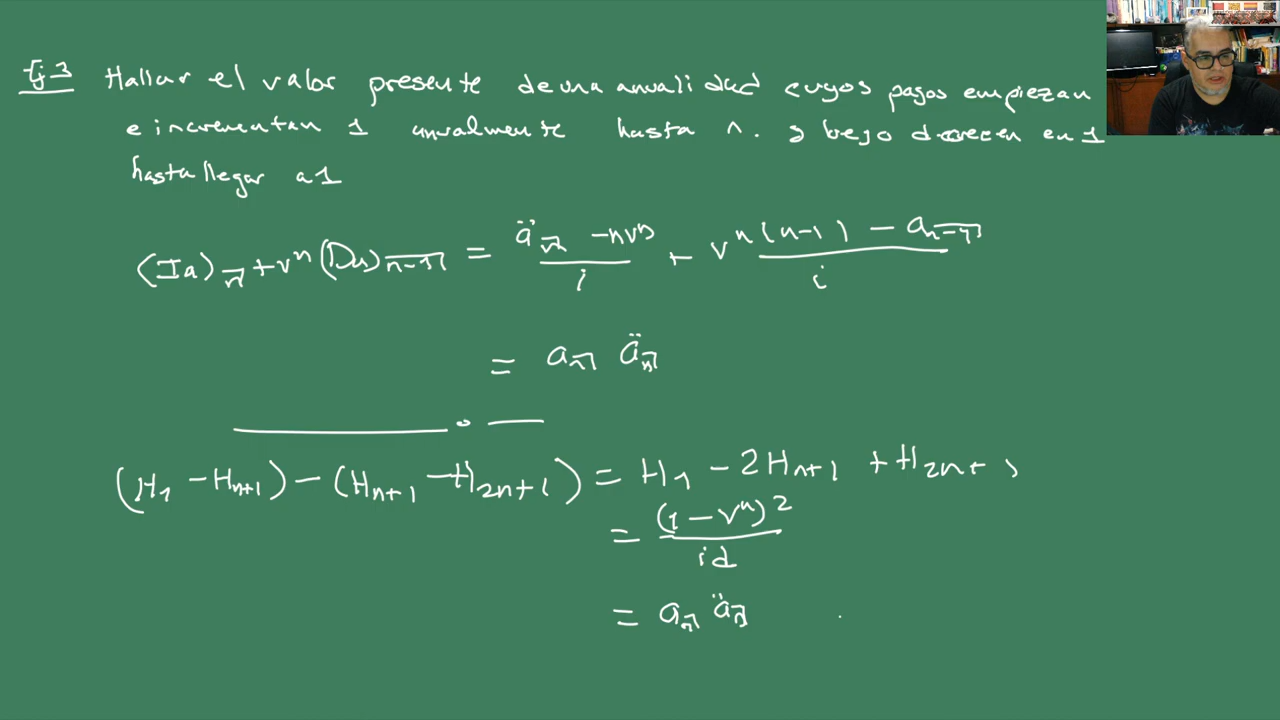 Ej 3 Hallar el valor presente de una anualidad cuyos pagos empiezan
e incrementan 1 anualmente hasta n. y luego decrecen en 1
hasta llegar a 1
(Ia)n̅| + vⁿ(Da)n-1̅| = (än̅| - nvⁿ)/i + vⁿ((n-1) - an-1̅|)/i
= an̅| än̅|
(H₁ - Hn+1) - (Hn+1 - H2n+1) = H₁ - 2Hn+1 + H2n+1
= (1 - vⁿ)²/id
= an̅| än̅|